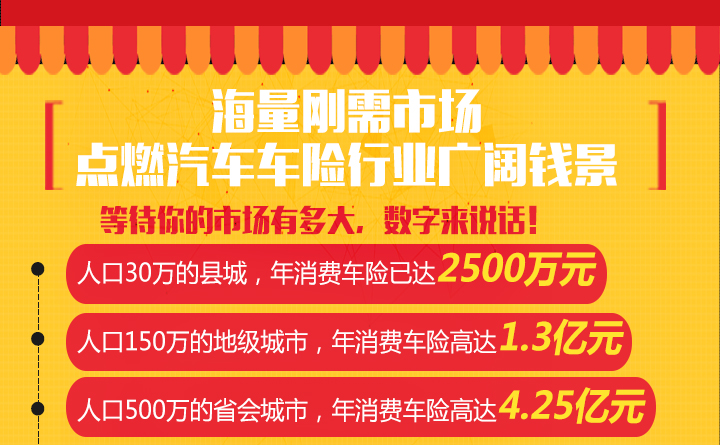 海量刚需市场
点燃汽车车险行业广阔钱景
等待你的市场有多大，数字来说话！
人口30万的县城，年消费车险已达2500万元
人口150万的地级城市，年消费车险高达1.3亿元
人口500万的省会城市，年消费车险高达4.25亿元